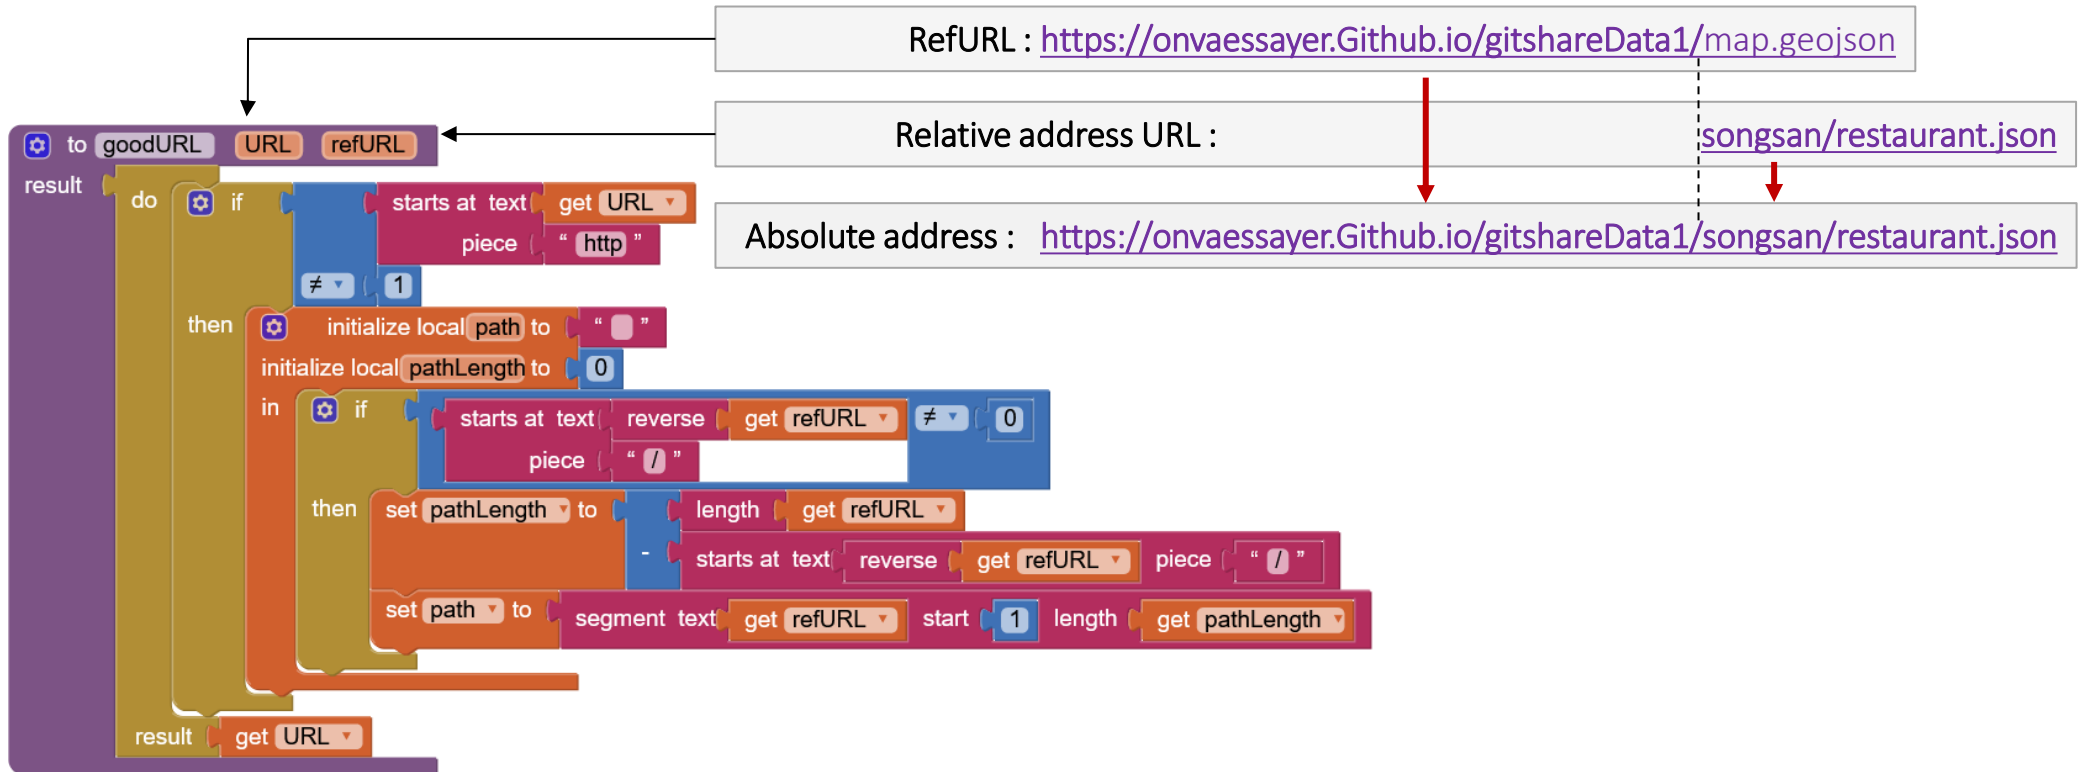 RefURL : https://onvaessayer.Github.io/gitshareData1/map.geojson
Relative address URL : songsan/restaurant.json
Absolute address : https://onvaessayer.Github.io/gitshareData1/songsan/restaurant.json
to goodURL URL refURL
result
do if starts at text get URL
piece " http "
≠ 1
then initialize local path to " "
initialize local pathLength to 0
in if starts at text reverse get refURL ≠ 0
piece " / "
then set pathLength to length get refURL
- starts at text reverse get refURL piece " / "
set path to segment text get refURL start 1 length get pathLength
result get URL